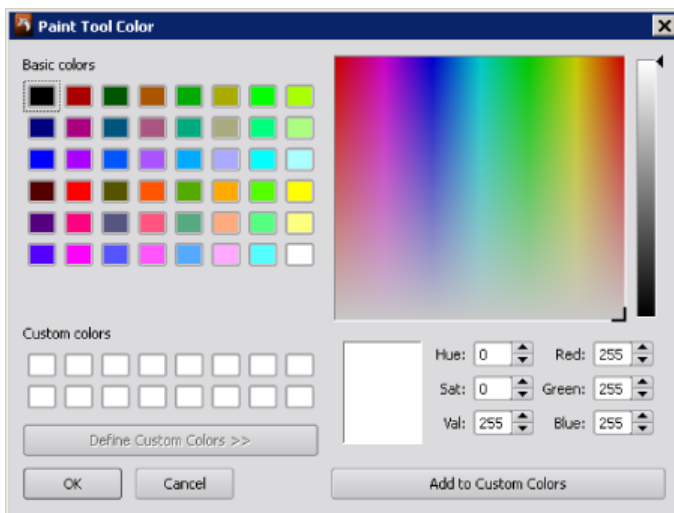 Paint Tool Color
Basic colors
Custom colors
Define Custom Colors >>
OK Cancel
Hue: 0 Red: 255
Sat: 0 Green: 255
Val: 255 Blue: 255
Add to Custom Colors